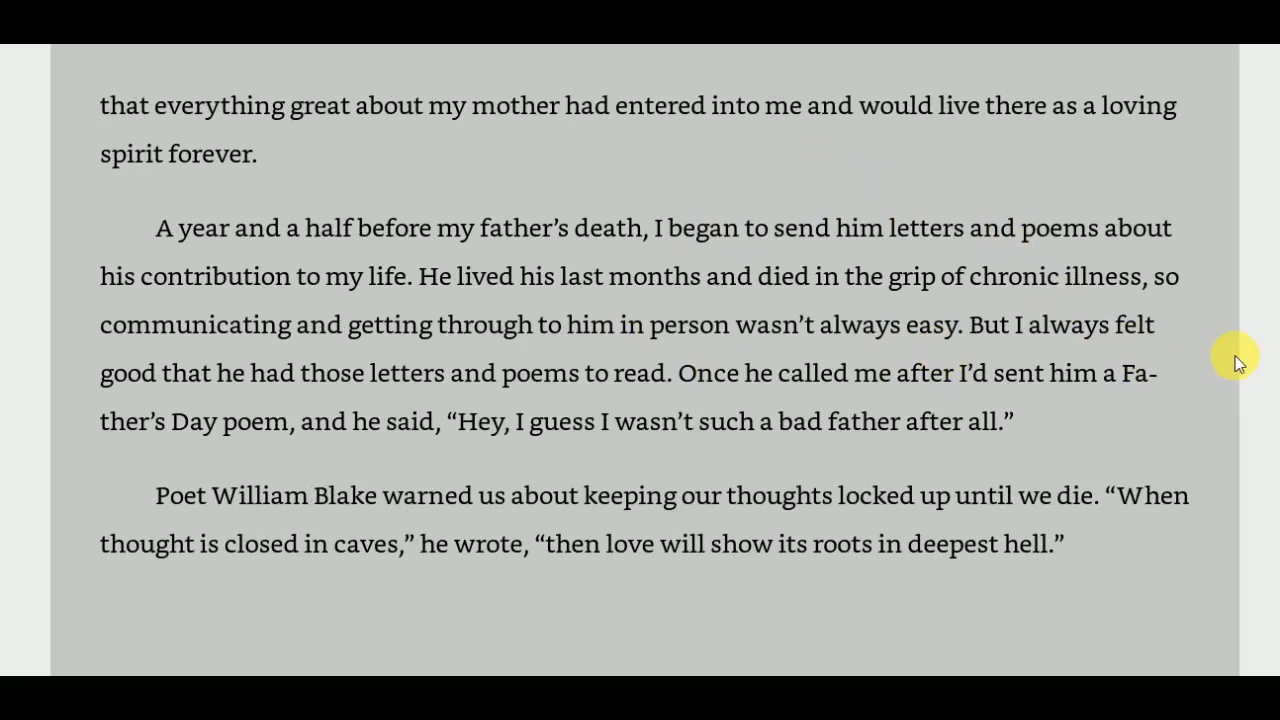 that everything great about my mother had entered into me and would live there as a loving
spirit forever.
A year and a half before my father’s death, I began to send him letters and poems about
his contribution to my life. He lived his last months and died in the grip of chronic illness, so
communicating and getting through to him in person wasn’t always easy. But I always felt
good that he had those letters and poems to read. Once he called me after I’d sent him a Fa-
ther’s Day poem, and he said, “Hey, I guess I wasn’t such a bad father after all.”
Poet William Blake warned us about keeping our thoughts locked up until we die. “When
thought is closed in caves,” he wrote, “then love will show its roots in deepest hell.”